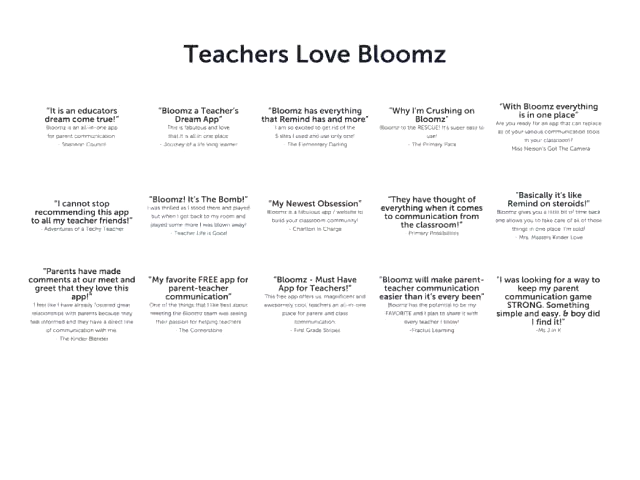 Teachers Love Bloomz
"It is an educators
dream come true!"
Bloomz is an all-in-one app
for parent communication
- Shannon Council
"Bloomz a Teacher's
Dream App"
This is fabulous and love
that it is all in one place
- Journey of a life long learner
"Bloomz has everything
that Remind has and more"
I am so excited to get rid of the
5 sites I used and use only one!
- The Elementary Darling
"Why I'm Crushing on
Bloomz"
Bloomz to the RESCUE! It's super easy to
use!
- The Primary Pack
"With Bloomz everything
is in one place"
Are you ready for an app that can replace
all of your various communication tools
in your classroom?
Miss Nelson's Got The Camera
"I cannot stop
recommending this app
to all my teacher friends!"
- Adventures of a Techy Teacher
"Bloomz! It's The Bomb!"
I was thrilled as I stood there and played
but when I got back to my room and
played some more I was blown away!
- Teacher Life is Good!
"My Newest Obsession"
Bloomz is a fabulous app / website to
build your classroom community
- Charlton in Charge
"They have thought of
everything when it comes
to communication from
the classroom!"
Primary Possibilities
"Basically it's like
Remind on steroids!"
Bloomz gives you a little bit of time back
and allows you to take care of all of those
things in one place. I'm sold!
- Mrs. Masters Kinder Love
"Parents have made
comments at our meet and
greet that they love this
app!"
I feel like I have already "opened" great
relationships with parents because they
feel informed and they have a direct line
of communication with me.
- The Kinder Blender
"My favorite FREE app for
parent-teacher
communication"
One of the things that I like best about
meeting the Bloomz team was seeing
their passion for helping teachers
- The Cornerstone
"Bloomz - Must Have
App for Teachers!"
This free app offers us, magnificent and
awesomely cool, teachers an all-in-one
place for parent and class
communication.
- First Grade Stripes
"Bloomz will make parent-
teacher communication
easier than it's every been"
Bloomz has the potential to be my
FAVORITE and I plan to share it with
every teacher I know!
-Fractus Learning
"I was looking for a way to
keep my parent
communication game
STRONG. Something
simple and easy, & boy did
I find it!"
-Ms J in K